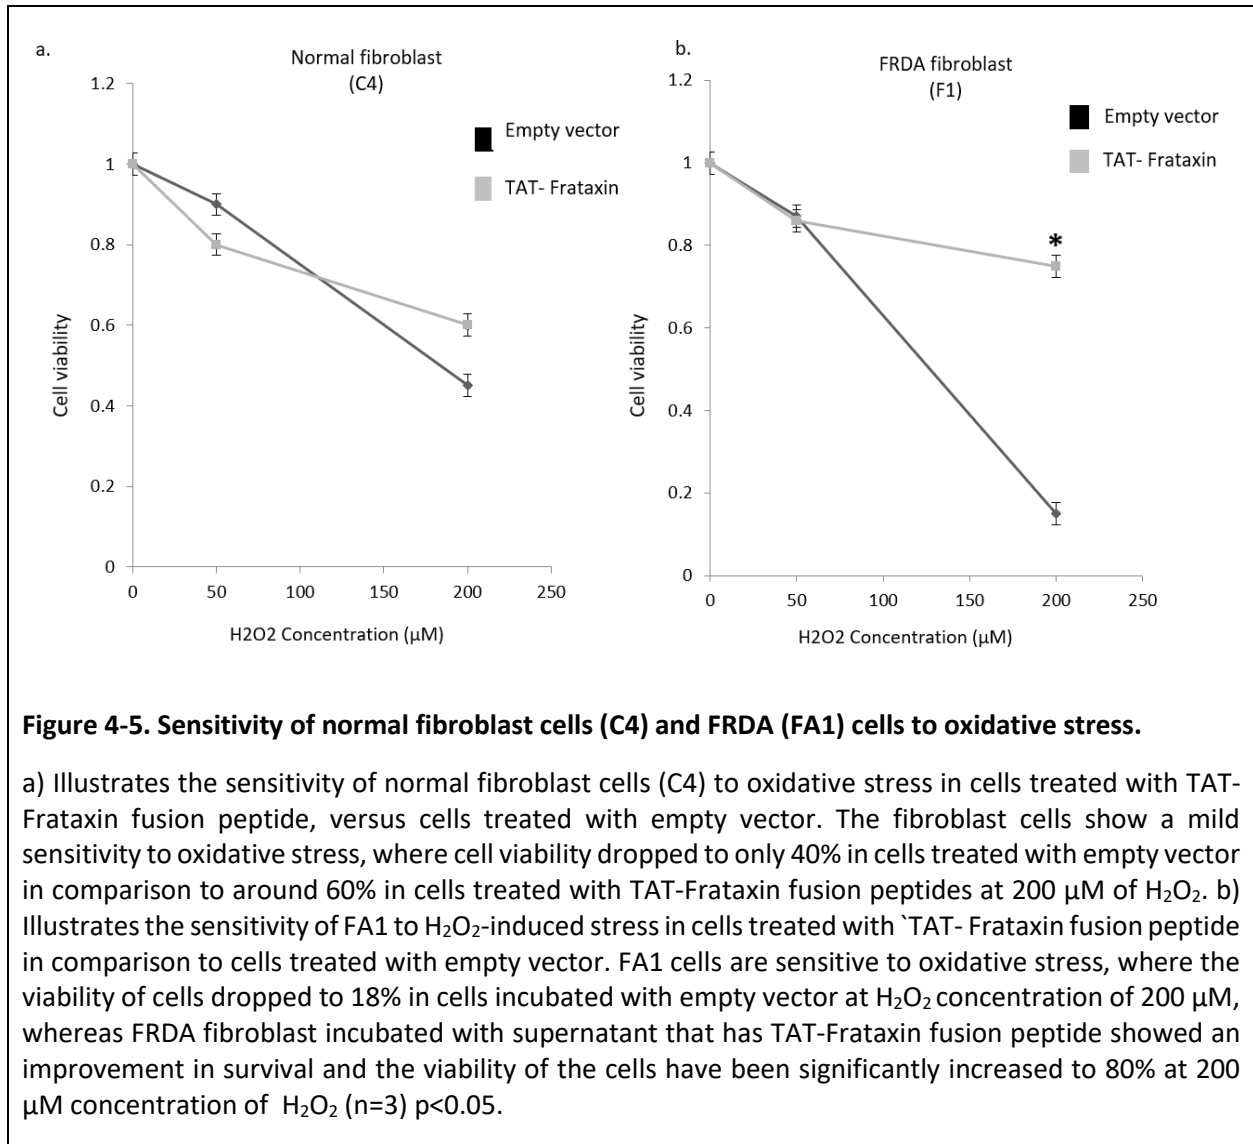 a.
Normal fibroblast
(C4)
1.2
1
0.8
0.6
0.4
0.2
0
Cell viability
Empty vector
TAT- Frataxin
0 50 100 150 200 250
H2O2 Concentration (µM)
b.
FRDA fibroblast
(F1)
1.2
1
0.8
0.6
0.4
0.2
0
Cell viability
Empty vector
TAT- Frataxin
*
0 50 100 150 200 250
H2O2 Concentration (µM)
Figure 4-5. Sensitivity of normal fibroblast cells (C4) and FRDA (FA1) cells to oxidative stress.
a) Illustrates the sensitivity of normal fibroblast cells (C4) to oxidative stress in cells treated with TAT-
Frataxin fusion peptide, versus cells treated with empty vector. The fibroblast cells show a mild
sensitivity to oxidative stress, where cell viability dropped to only 40% in cells treated with empty vector
in comparison to around 60% in cells treated with TAT-Frataxin fusion peptides at 200 µM of H₂O₂. b)
Illustrates the sensitivity of FA1 to H₂O₂-induced stress in cells treated with `TAT- Frataxin fusion peptide
in comparison to cells treated with empty vector. FA1 cells are sensitive to oxidative stress, where the
viability of cells dropped to 18% in cells incubated with empty vector at H₂O₂ concentration of 200 µM,
whereas FRDA fibroblast incubated with supernatant that has TAT-Frataxin fusion peptide showed an
improvement in survival and the viability of the cells have been significantly increased to 80% at 200
µM concentration of H₂O₂ (n=3) p<0.05.